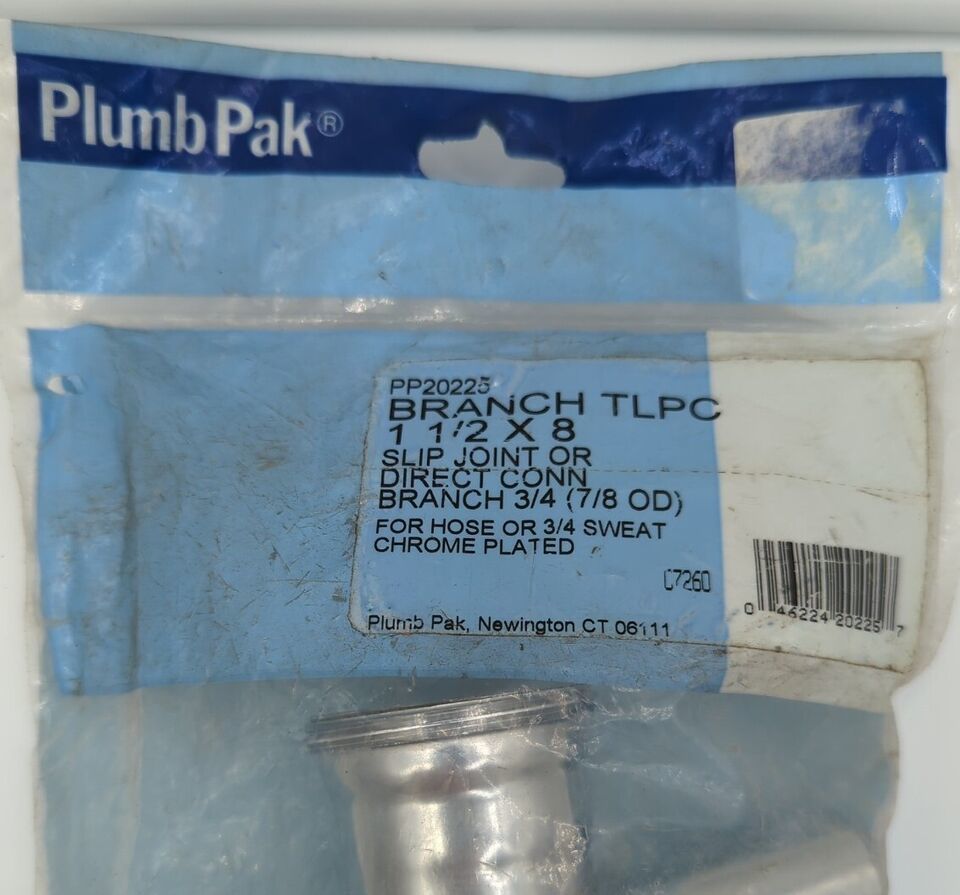 Plumb Pak®
PP20225
BRANCH TLPC
1 1/2 X 8
SLIP JOINT OR
DIRECT CONN
BRANCH 3/4 (7/8 OD)
FOR HOSE OR 3/4 SWEAT
CHROME PLATED
C7260
0 46224 20225 7
Plumb Pak, Newington CT 06111